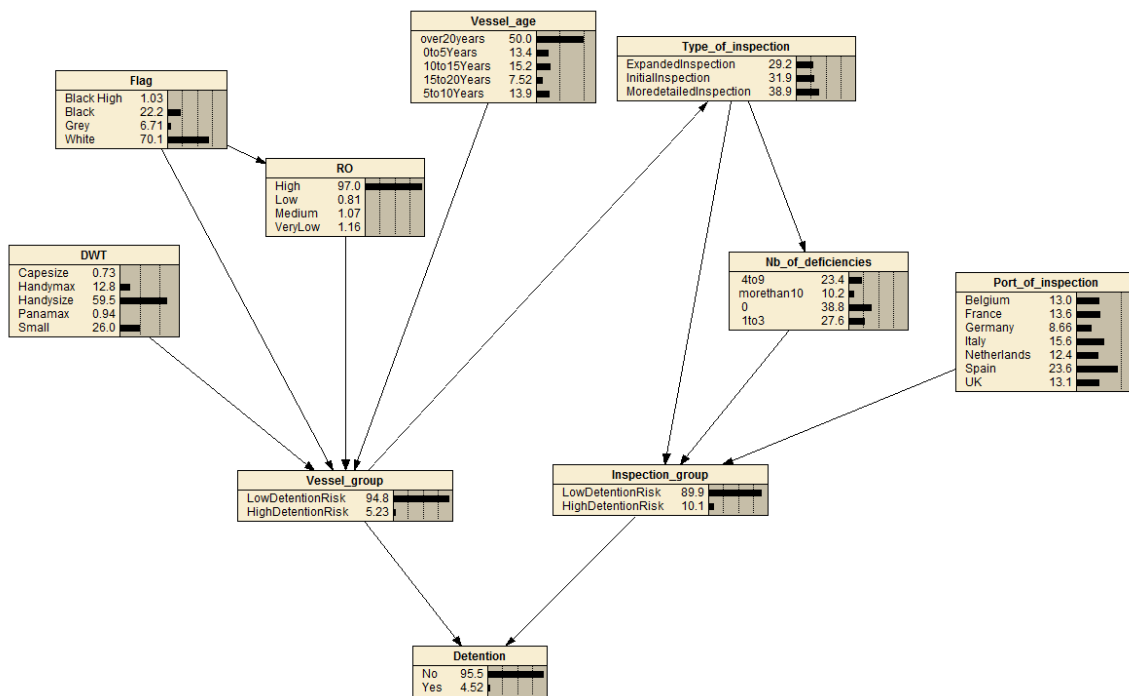 Vessel_age
over20years 50.0
0to5Years 13.4
10to15Years 15.2
15to20Years 7.52
5to10Years 13.9
Type_of_inspection
ExpandedInspection 29.2
InitialInspection 31.9
MoredetailedInspection 38.9
Flag
Black High 1.03
Black 22.2
Grey 6.71
White 70.1
RO
High 97.0
Low 0.81
Medium 1.07
VeryLow 1.16
DWT
Capesize 0.73
Handymax 12.8
Handysize 59.5
Panamax 0.94
Small 26.0
Nb_of_deficiencies
4to9 23.4
morethan10 10.2
0 38.8
1to3 27.6
Port_of_inspection
Belgium 13.0
France 13.6
Germany 8.66
Italy 15.6
Netherlands 12.4
Spain 23.6
UK 13.1
Vessel_group
LowDetentionRisk 94.8
HighDetentionRisk 5.23
Inspection_group
LowDetentionRisk 89.9
HighDetentionRisk 10.1
Detention
No 95.5
Yes 4.52